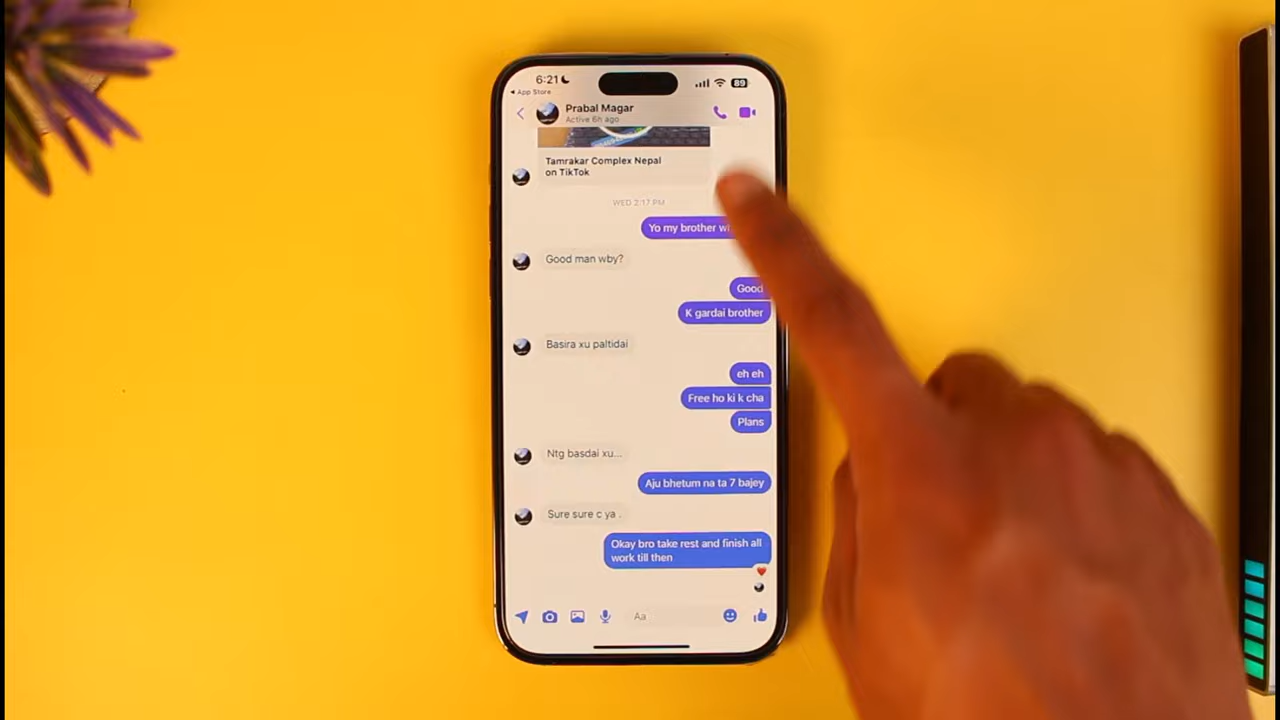 6:21
89
App Store
Prabal Magar
Active 6h ago
Tamrakar Complex Nepal
on TikTok
WED 2:17 PM
Yo my brother
Good man wby?
Good
K gardai brother
Basira xu paltidai
eh eh
Free ho ki k cha
Plans
Ntg basdai xu...
Aju bhetum na ta 7 bajey
Sure sure c ya .
Okay bro take rest and finish all
work till then
Aa